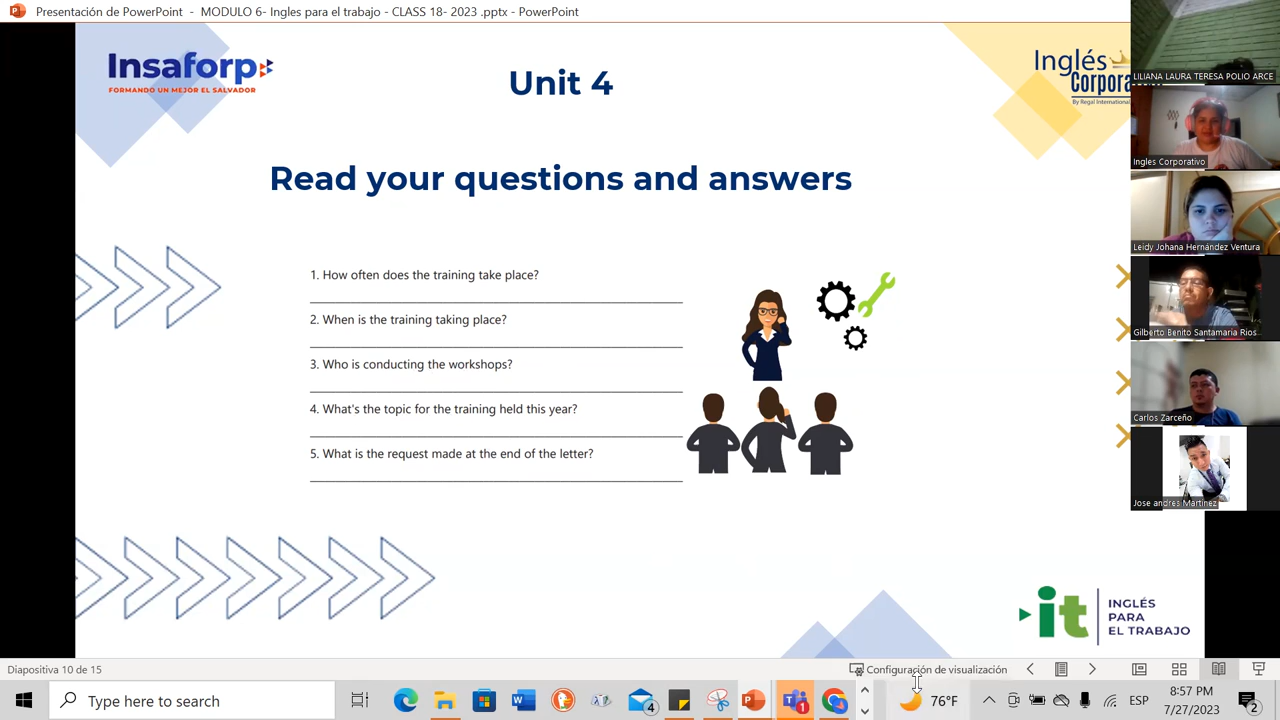 Presentación de PowerPoint - MODULO 6- Ingles para el trabajo - CLASS 18- 2023 .pptx - PowerPoint
Insaforp
FORMANDO UN MEJOR EL SALVADOR
Unit 4
Inglés
By Regal International
Read your questions and answers
1. How often does the training take place?
2. When is the training taking place?
3. Who is conducting the workshops?
4. What's the topic for the training held this year?
5. What is the request made at the end of the letter?
LILIANA LAURA TERESA POLIO ARCE
Ingles Corporativo
Leidy Johana Hernández Ventura
Gilberto Benito Santamaría Rios
Carlos Zarceño
Jose andres Martinez
it
INGLÉS
PARA
EL TRABAJO
Diapositiva 10 de 15
Configuración de visualización
Type here to search
4
1
76°F
ESP
8:57 PM
7/27/2023
2